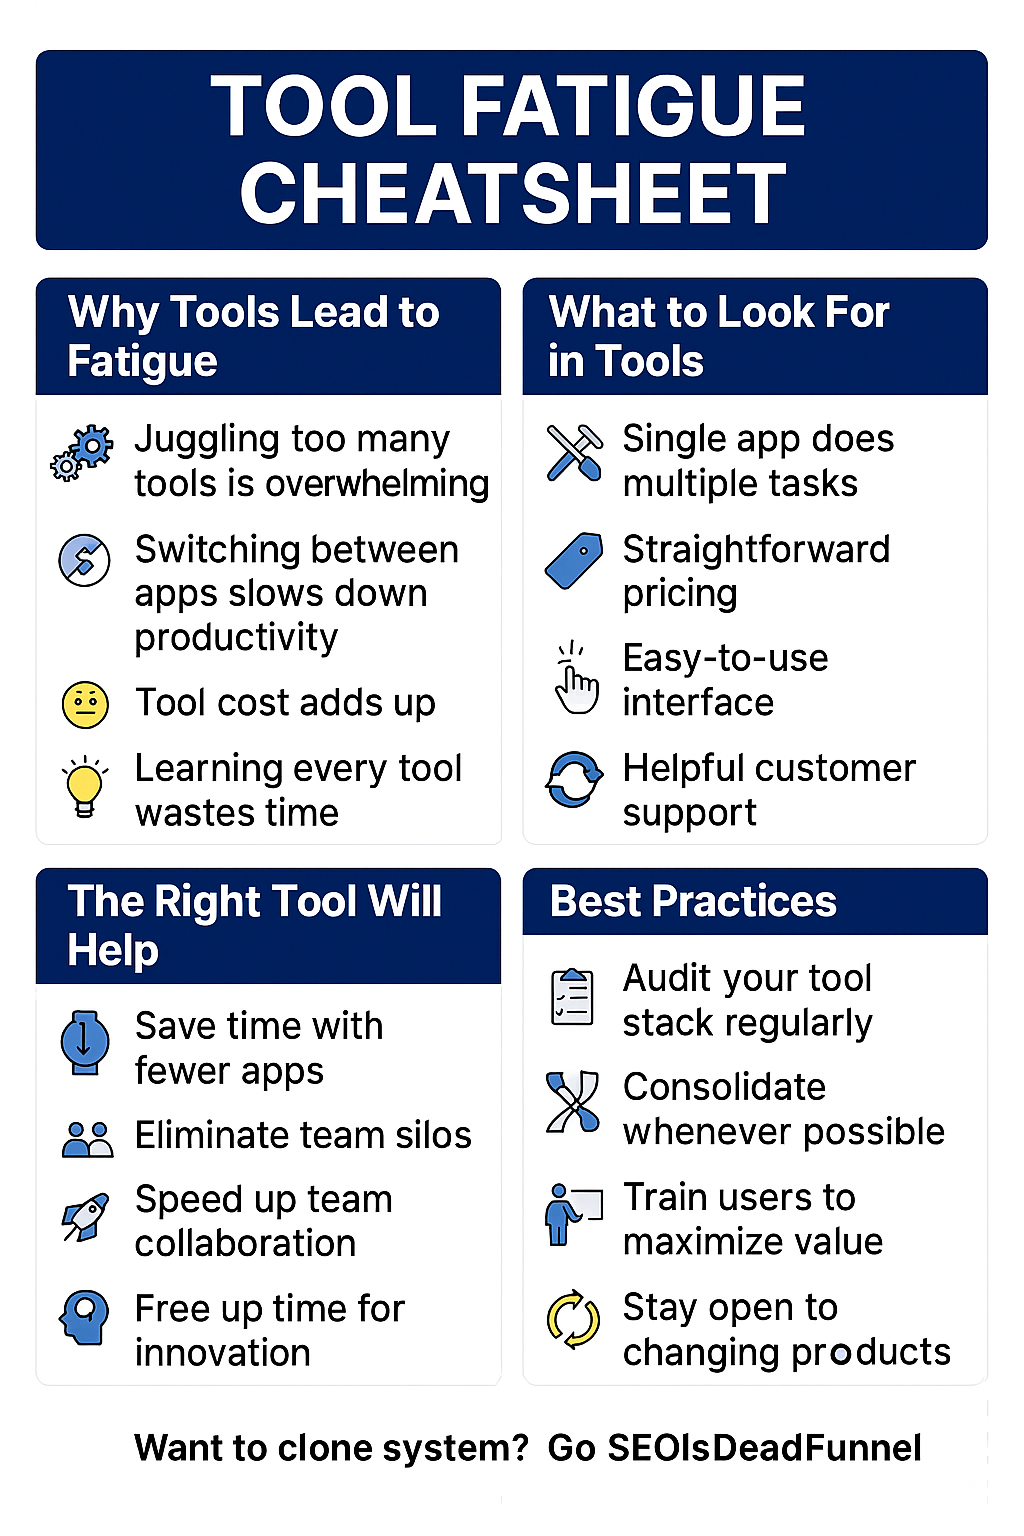 TOOL FATIGUE
CHEATSHEET
Why Tools Lead to
Fatigue
Juggling too many
tools is overwhelming
Switching between
apps slows down
productivity
Tool cost adds up
Learning every tool
wastes time
What to Look For
in Tools
Single app does
multiple tasks
Straightforward
pricing
Easy-to-use
interface
Helpful customer
support
The Right Tool Will
Help
Save time with
fewer apps
Eliminate team silos
Speed up team
collaboration
Free up time for
innovation
Best Practices
Audit your tool
stack regularly
Consolidate
whenever possible
Train users to
maximize value
Stay open to
changing products
Want to clone system? Go SEOIsDeadFunnel